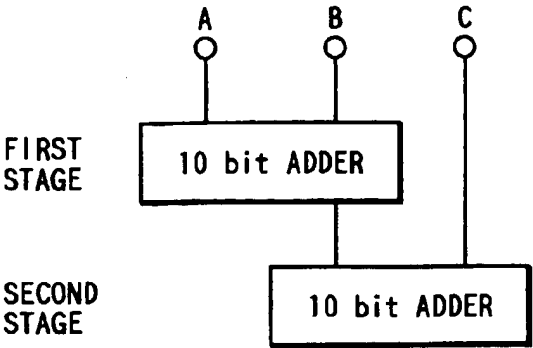 A B C
FIRST
STAGE
10 bit ADDER
SECOND
STAGE
10 bit ADDER